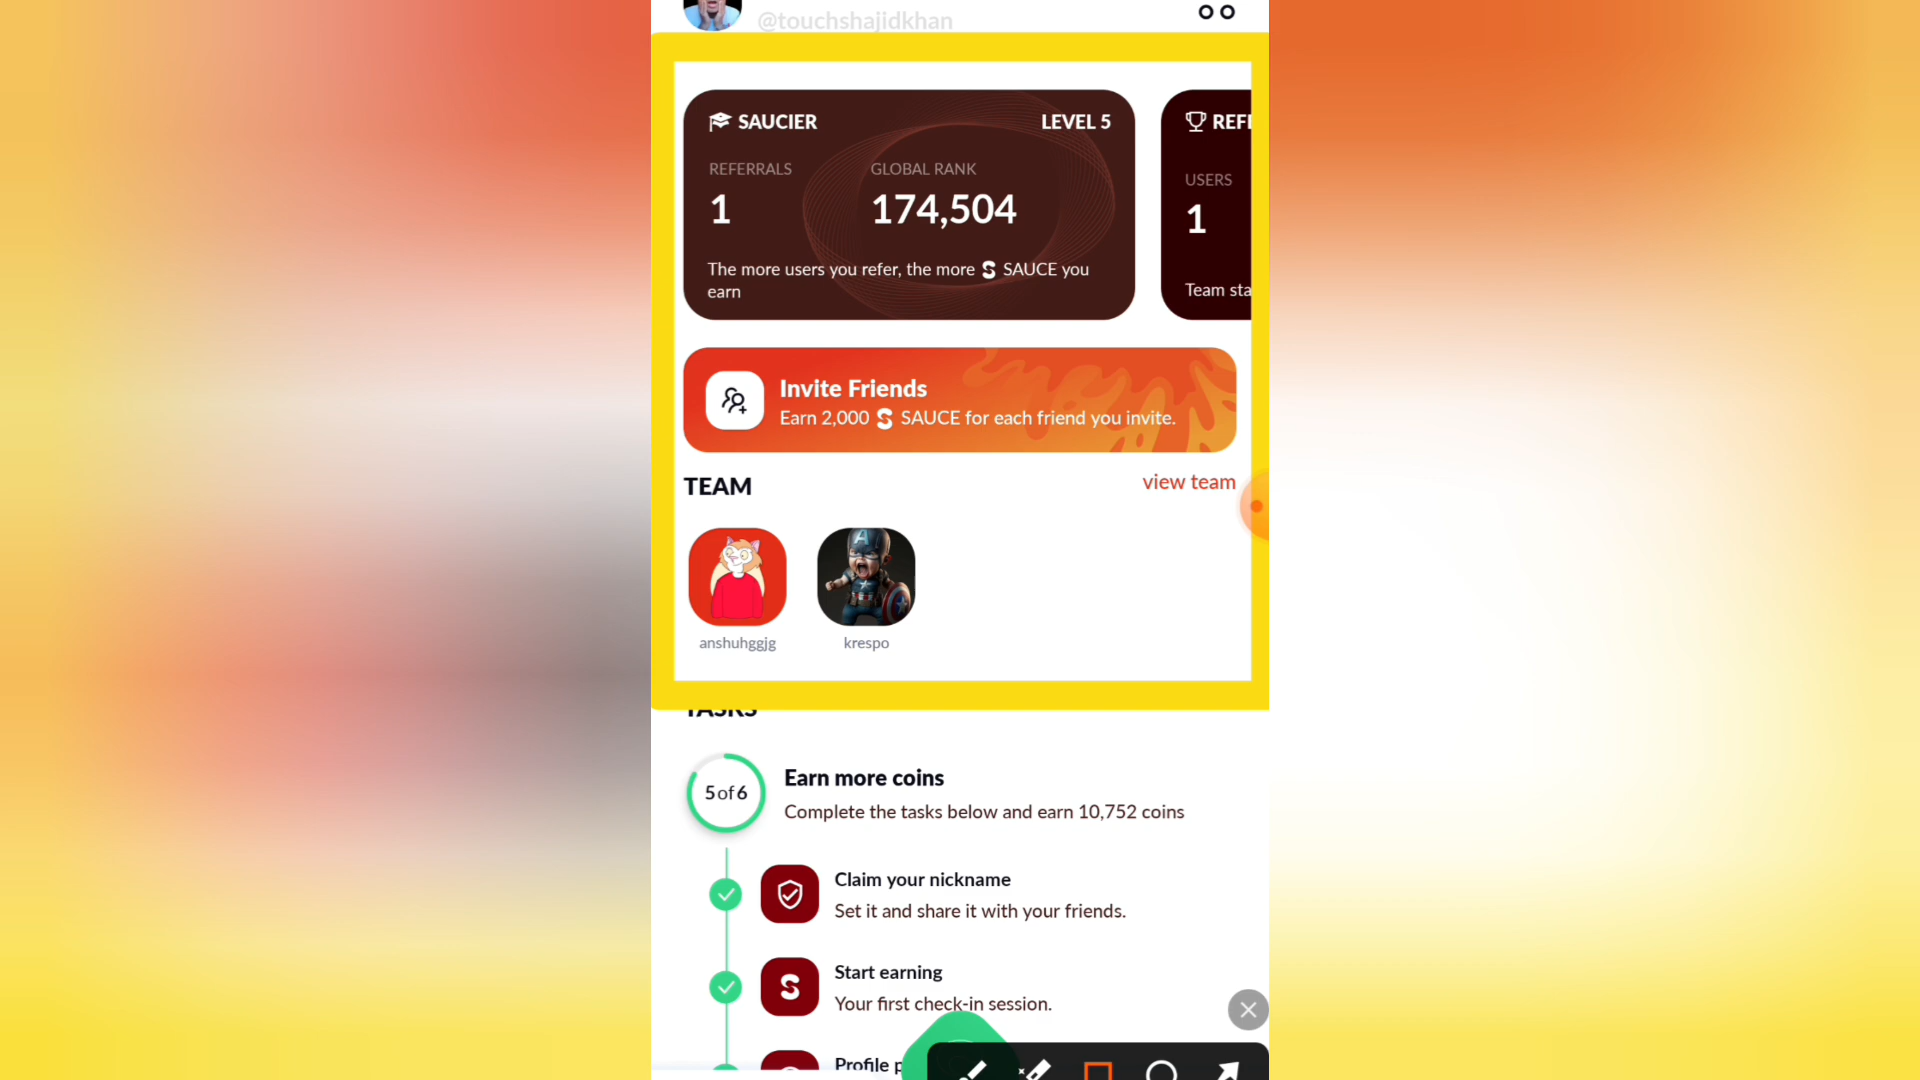 @touchshajidkhan
SAUCIER
LEVEL 5
REFERRALS
GLOBAL RANK
1
174,504
The more users you refer, the more S SAUCE you
earn
USERS
1
Team
Invite Friends
Earn 2,000 S SAUCE for each friend you invite.
TEAM
view team
anshuhggjg
krespo
TASKS
5 of 6
Earn more coins
Complete the tasks below and earn 10,752 coins
Claim your nickname
Set it and share it with your friends.
Start earning
Your first check-in session.
Profile